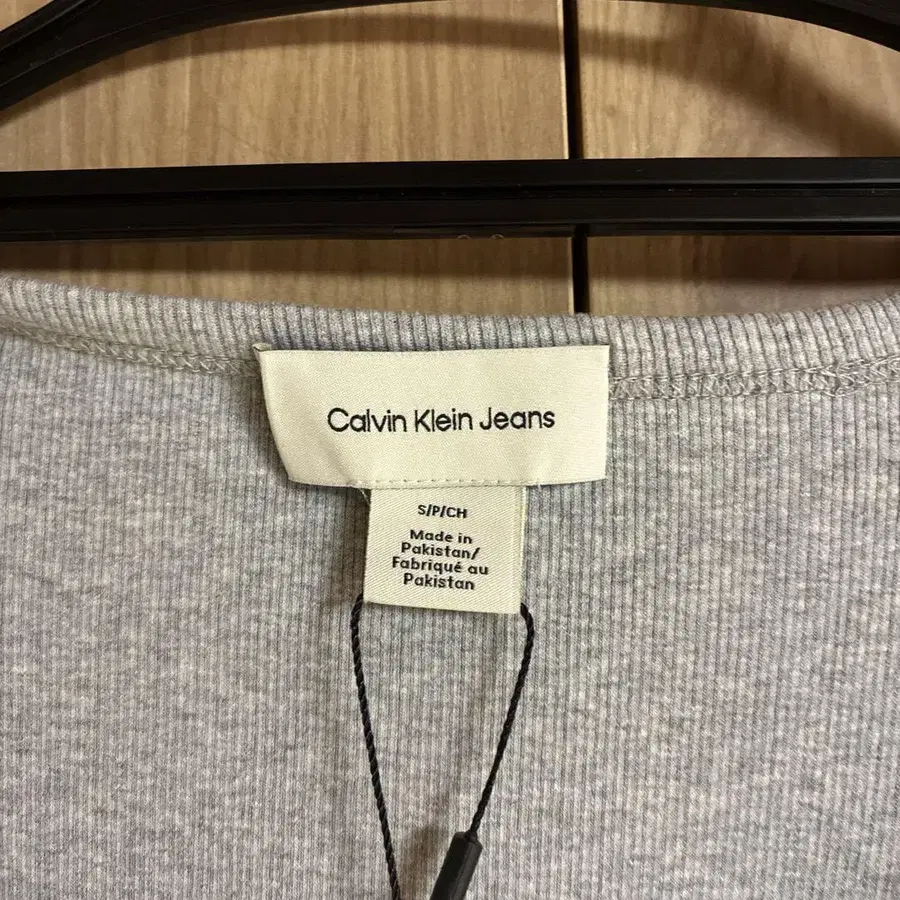 Calvin Klein Jeans
S/P/CH
Made in
Pakistan/
Fabriqué au
Pakistan